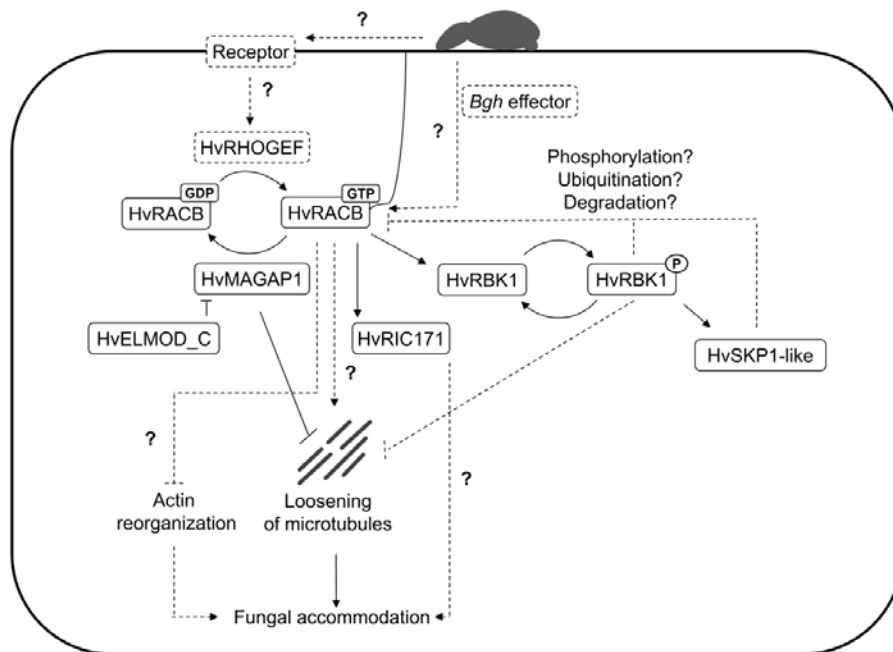 ?
Receptor
?
Bgh effector
?
HvRHOGEF
Phosphorylation?
Ubiquitination?
Degradation?
GDP
HvRACB
GTP
HvRACB
HvRBK1
P
HvRBK1
HvMAGAP1
HvELMOD_C
HvRIC171
HvSKP1-like
?
?
?
Actin
reorganization
Loosening
of microtubules
Fungal accommodation